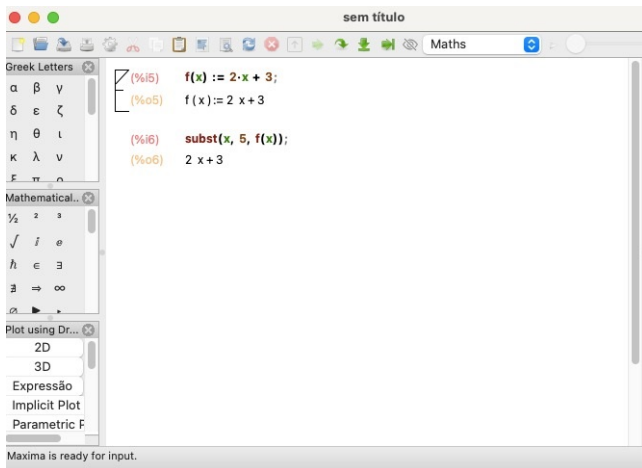 sem título
Maths
Greek Letters
α β γ
δ ε ζ
η θ ι
κ λ ν
ξ π ο
Mathematical..
½ ² ³
√ i e
ħ ∈ ∃
∄ ⇒ ∞
∅ ▶ ▸
Plot using Dr...
2D
3D
Expressão
Implicit Plot
Parametric P
(%i5) f(x) := 2·x + 3;
(%o5) f(x):= 2 x+3
(%i6) subst(x, 5, f(x));
(%o6) 2 x+3
Maxima is ready for input.